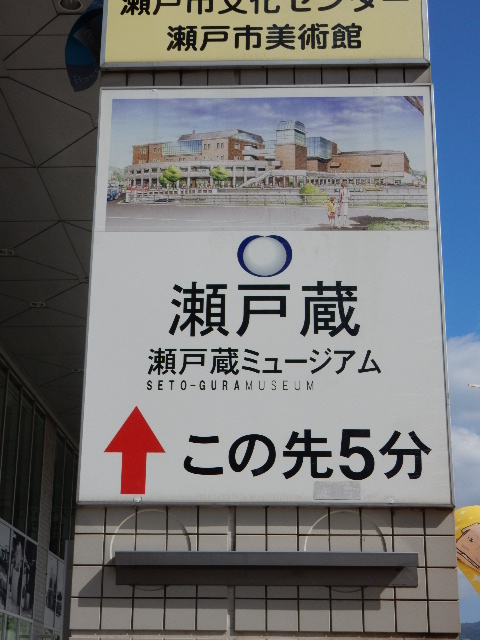 瀬戸市文化センター
瀬戸市美術館
瀬戸蔵
瀬戸蔵ミュージアム
SETO-GURAMUSEUM
この先5分